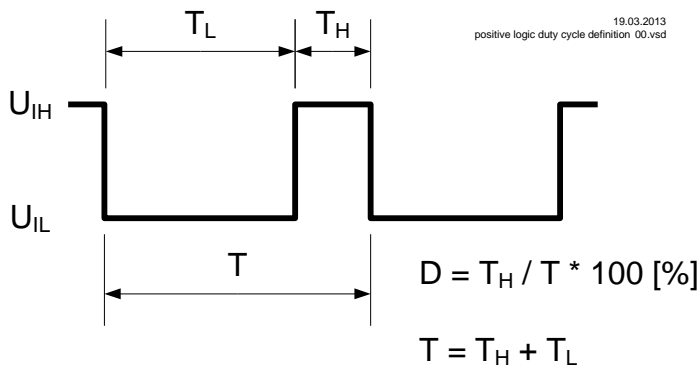 19.03.2013
positive logic duty cycle definition 00.vsd
T_L T_H
U_IH
U_IL
T
D = T_H / T * 100 [%]
T = T_H + T_L